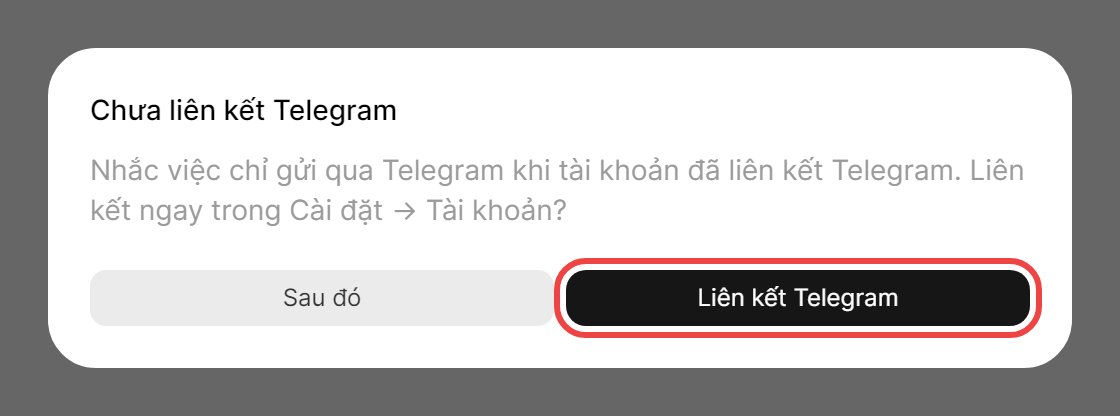 Chưa liên kết Telegram
Nhắc việc chỉ gửi qua Telegram khi tài khoản đã liên kết Telegram. Liên
kết ngay trong Cài đặt → Tài khoản?
Sau đó
Liên kết Telegram